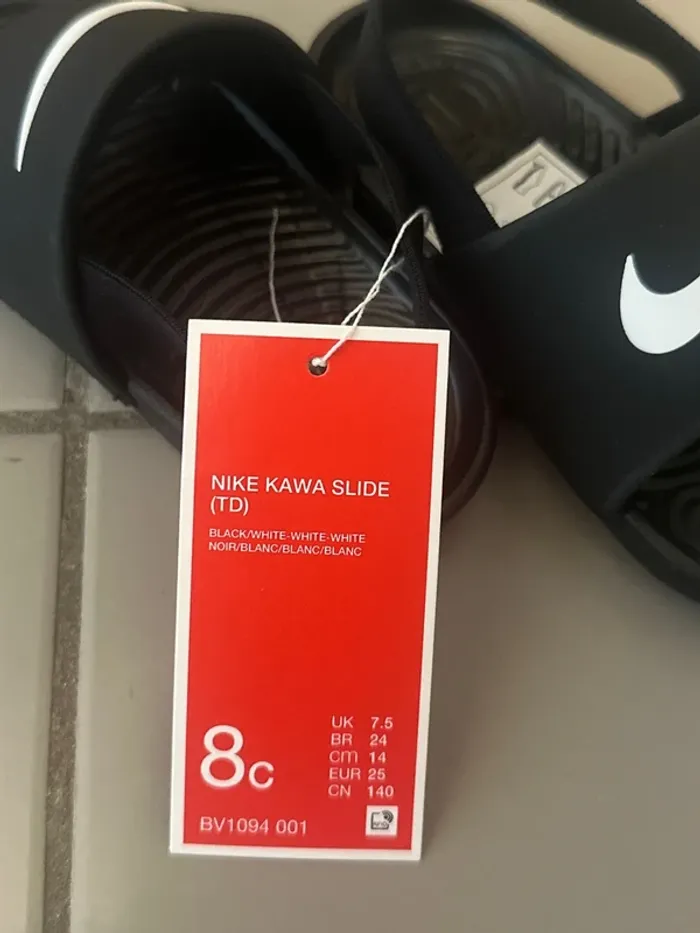 NIKE KAWA SLIDE
(TD)
BLACK/WHITE-WHITE-WHITE
NOIR/BLANC/BLANC/BLANC
8C
UK 7.5
BR 24
cm 14
EUR 25
CN 140
BV1094 001